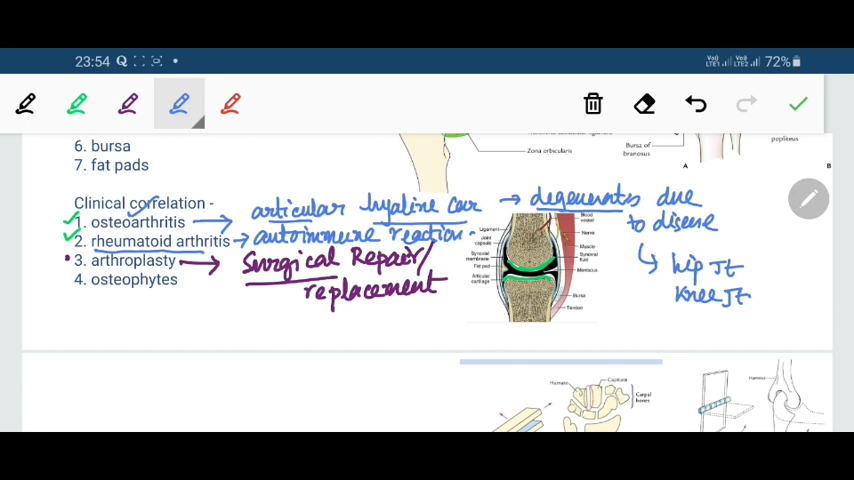 23:54
72%
6. bursa
7. fat pads
Zona orbicularis
Bursa of
popliteus
A
B
Clinical correlation -
1. osteoarthritis → articular hyaline car → degenerates due to disease
2. rheumatoid arthritis → autoimmune reaction
3. arthroplasty → Surgical Repair/
replacement
4. osteophytes
hip Jt
Knee Jt
Ligament
Joint
capsule
Synovial
membrane
Fat pad
Articular
cartilage
Blood
vessel
Nerve
Muscle
Synovial
fluid
Meniscus
Bursa
Tendon
Hamate
Capitate
Carpal
bones
Humerus